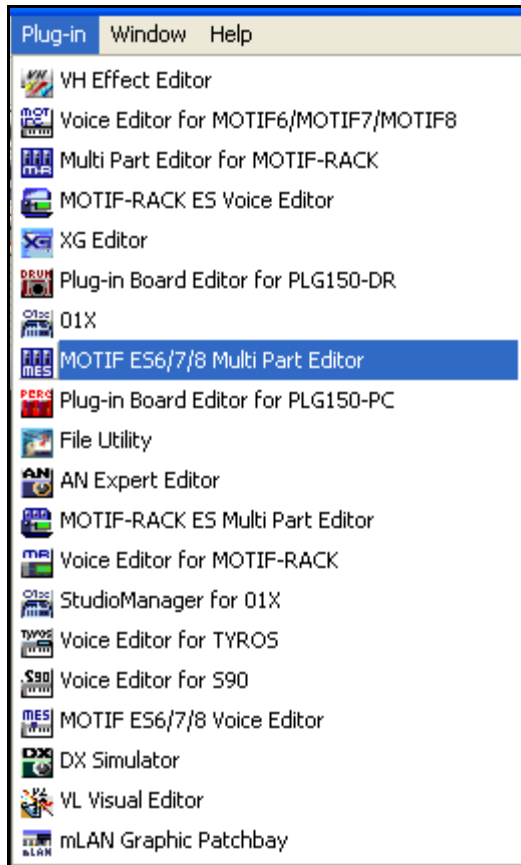 Plug-in Window Help
VH Effect Editor
Voice Editor for MOTIF6/MOTIF7/MOTIF8
Multi Part Editor for MOTIF-RACK
MOTIF-RACK ES Voice Editor
XG Editor
Plug-in Board Editor for PLG150-DR
01X
MOTIF ES6/7/8 Multi Part Editor
Plug-in Board Editor for PLG150-PC
File Utility
AN Expert Editor
MOTIF-RACK ES Multi Part Editor
Voice Editor for MOTIF-RACK
StudioManager for 01X
Voice Editor for TYROS
Voice Editor for S90
MOTIF ES6/7/8 Voice Editor
DX Simulator
VL Visual Editor
mLAN Graphic Patchbay